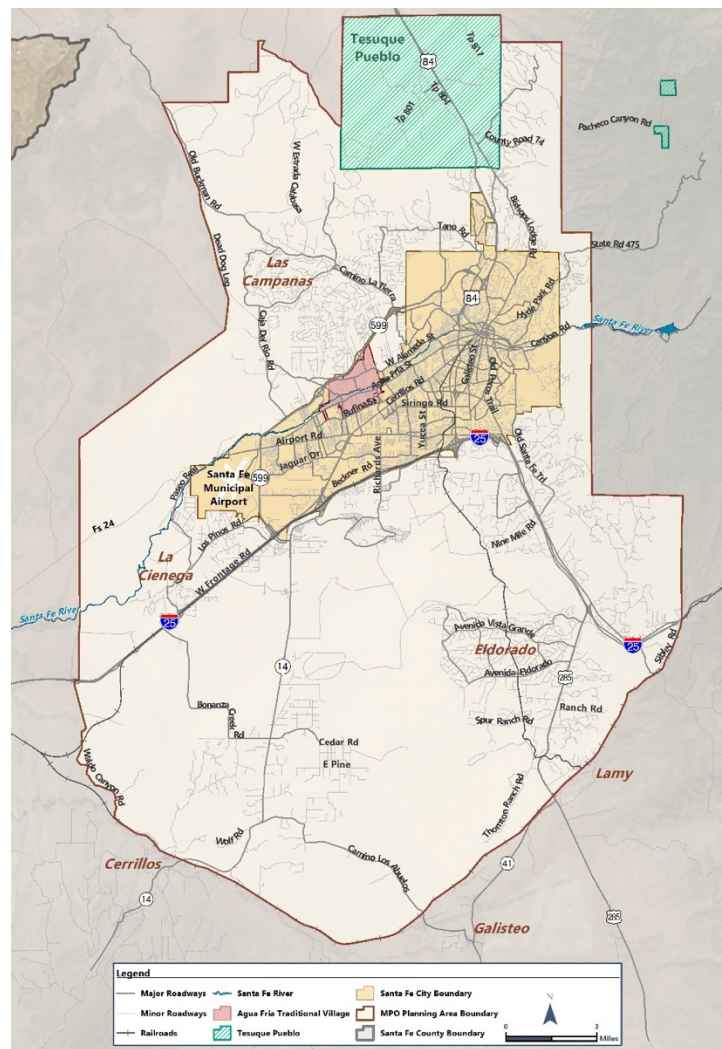 Tesuque
Pueblo
84
Tp 817
Tp 804
Tp 801
County Road 74
Pacheco Canyon Rd
Old Buckman Rd
W Estrada Calabasa
Bishops Lodge Rd
Tano Rd
State Rd 475
Dead Dog Leg
Las
Campanas
Camino La Tierra
Hyde Park Rd
84
Caja Del Rio Rd
599
Santa Fe River
Canyon Rd
W Alameda St
Agua Fria St
Galisteo St
Old Pecos Trail
Rufina St
Cerrillos Rd
Siringo Rd
Yucca St
Airport Rd
Jaguar Dr
Richards Ave
25
Old Santa Fe Trl
Beckner Rd
Paseo Real
Santa Fe
Municipal
Airport
599
Fs 24
Los Pinos Rd
Nine Mile Rd
La
Cienega
W Frontage Rd
Santa Fe River
25
Avenida Vista Grande
Eldorado
25
Sibley Rd
14
Avenida Eldorado
285
Bonanza
Creek
Rd
Ranch Rd
Spur Ranch Rd
Cedar Rd
E Pine
Waldo Canyon Rd
Lamy
Thornton Ranch Rd
Wolf Rd
Camino Los Abuelos
Cerrillos
41
14
Galisteo
285
Legend
Major Roadways
Santa Fe River
Santa Fe City Boundary
Minor Roadways
Agua Fria Traditional Village
MPO Planning Area Boundary
Railroads
Tesuque Pueblo
Santa Fe County Boundary
N
0
3
Miles